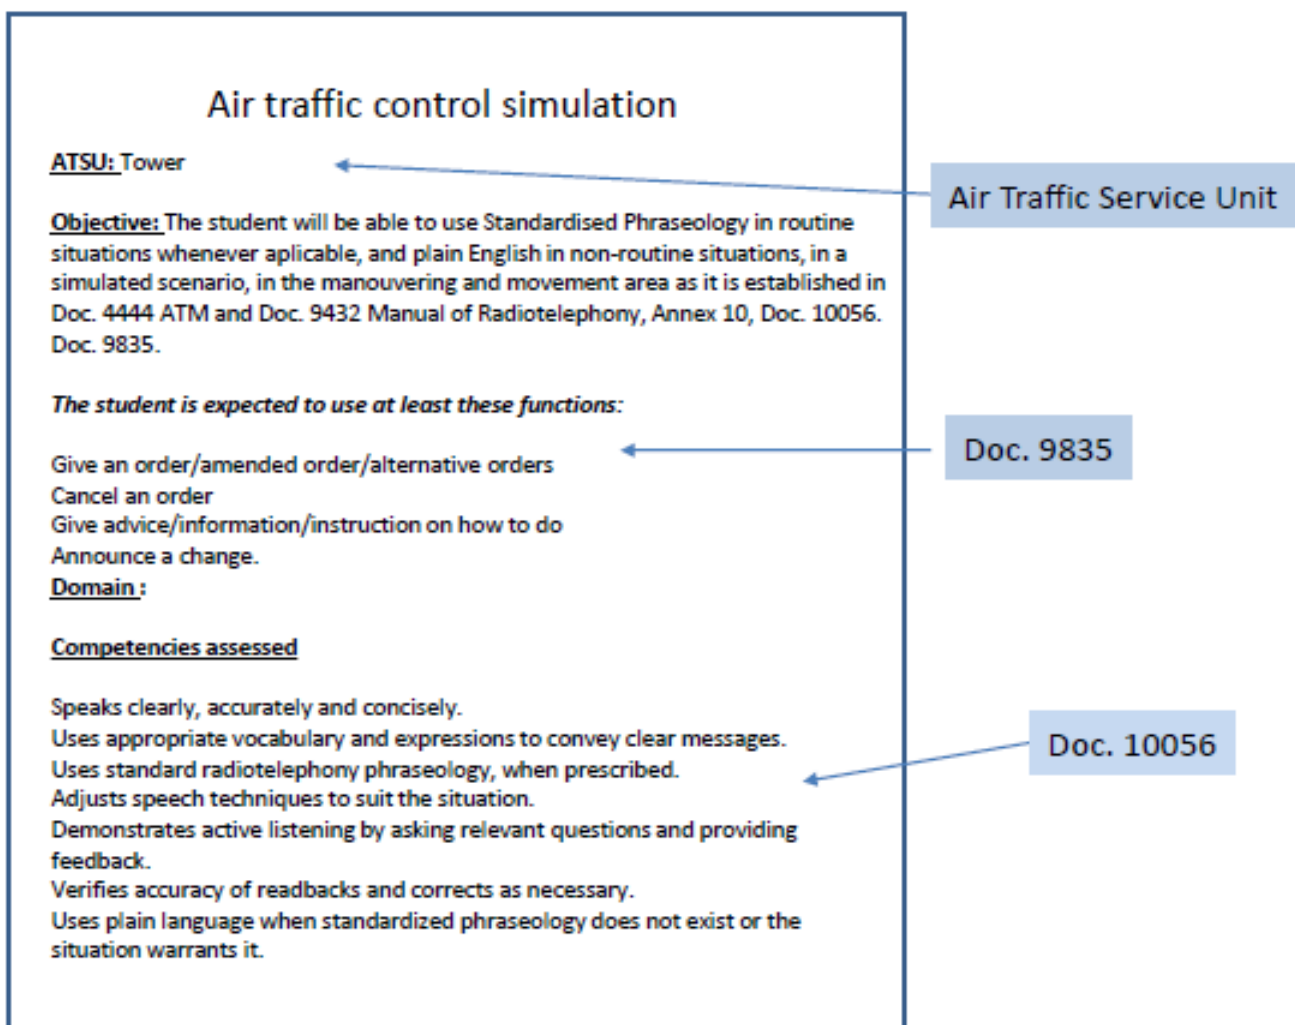 Air traffic control simulation
ATSU: Tower
Air Traffic Service Unit
Objective: The student will be able to use Standardised Phraseology in routine
situations whenever aplicable, and plain English in non-routine situations, in a
simulated scenario, in the manouvering and movement area as it is established in
Doc. 4444 ATM and Doc. 9432 Manual of Radiotelephony, Annex 10, Doc. 10056.
Doc. 9835.
The student is expected to use at least these functions:
Doc. 9835
Give an order/amended order/alternative orders
Cancel an order
Give advice/information/instruction on how to do
Announce a change.
Domain :
Competencies assessed
Speaks clearly, accurately and concisely.
Uses appropriate vocabulary and expressions to convey clear messages.
Doc. 10056
Uses standard radiotelephony phraseology, when prescribed.
Adjusts speech techniques to suit the situation.
Demonstrates active listening by asking relevant questions and providing
feedback.
Verifies accuracy of readbacks and corrects as necessary.
Uses plain language when standardized phraseology does not exist or the
situation warrants it.